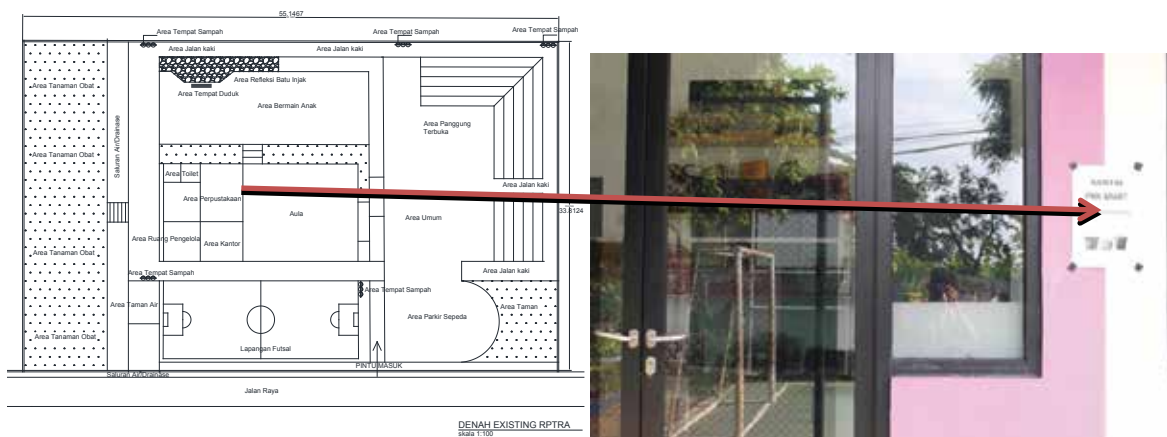 55,1467
Area Tempat Sampah
Area Tempat Sampah
Area Tempat Sampah
Area Jalan kaki
Area Jalan kaki
Area Refleksi Batu Injak
Area Tanaman Obat
Area Tempat Duduk
Area Bermain Anak
Area Panggung
Terbuka
Saluran Air/Drainase
Area Tanaman Obat
Area Toilet
Area Jalan kaki
Area Perpustakaan
33,8124
Aula
Area Umum
Area Ruang Pengelola
Area Kantor
Area Tanaman Obat
Area Tempat Sampah
Area Jalan kaki
Area Tempat Sampah
Area Taman Air
Area Taman
Area Parkir Sepeda
Area Tanaman Obat
Lapangan Futsal
PINTU MASUK
Saluran Air/Drainase
Jalan Raya
DENAH EXISTING RPTRA
skala 1:100